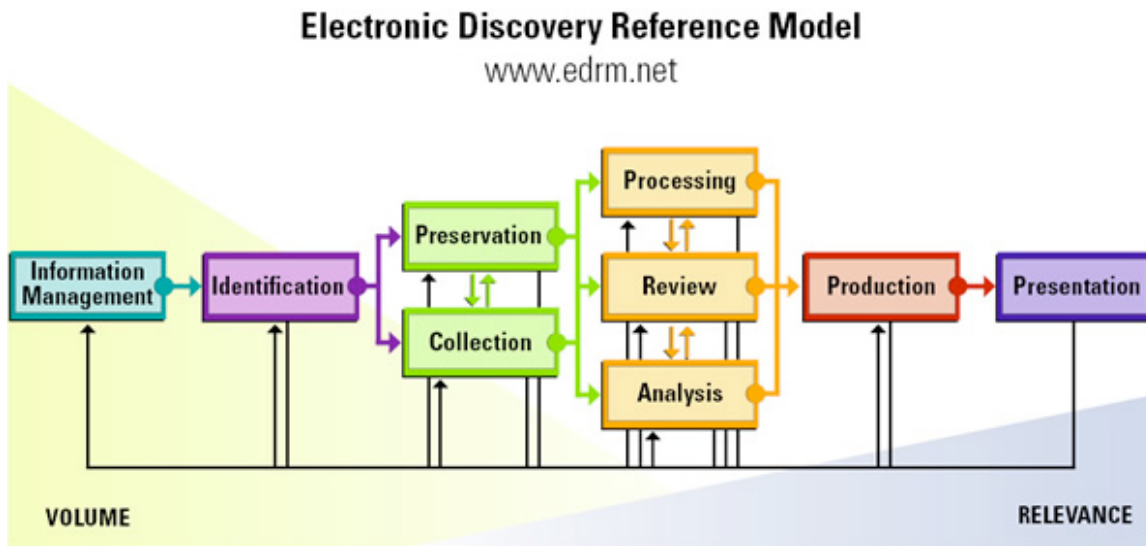 Electronic Discovery Reference Model
www.edrm.net
Processing
Preservation
Information
Management
Identification
Review
Production
Presentation
Collection
Analysis
VOLUME
RELEVANCE